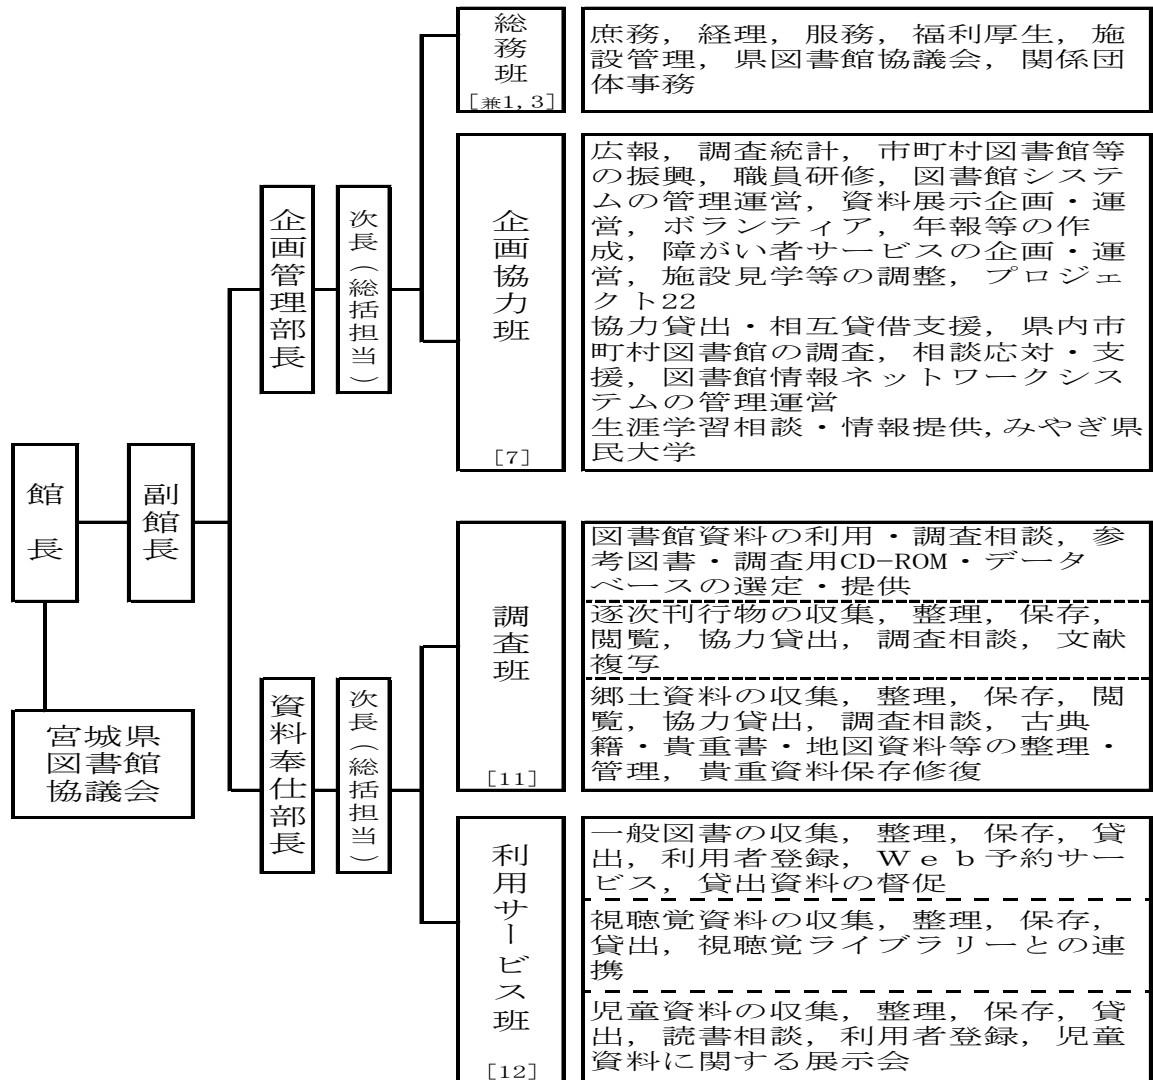 館長
副館長
宮城県
図書館
協議会
企画管理部長
次長（総括担当）
総務班
[兼1,3]
庶務，経理，服務，福利厚生，施
設管理，県図書館協議会，関係団
体事務
企画協力班
[7]
広報，調査統計，市町村図書館等
の振興，職員研修，図書館システ
ムの管理運営，資料展示企画・運
営，ボランティア，年報等の作
成，障がい者サービスの企画・運
営，施設見学等の調整，プロジェ
クト22
協力貸出・相互貸借支援，県内市
町村図書館の調査，相談応対・支
援，図書館情報ネットワークシス
テムの管理運営
生涯学習相談・情報提供,みやぎ県
民大学
資料奉仕部長
次長（総括担当）
調査班
[11]
図書館資料の利用・調査相談，参
考図書・調査用CD-ROM・データ
ベースの選定・提供
逐次刊行物の収集，整理，保存，
閲覧，協力貸出，調査相談，文献
複写
郷土資料の収集，整理，保存，閲
覧，協力貸出，調査相談，古典
籍・貴重書・地図資料等の整理・
管理，貴重資料保存修復
利用サービス班
[12]
一般図書の収集，整理，保存，貸
出，利用者登録，Ｗｅｂ予約サー
ビス，貸出資料の督促
視聴覚資料の収集，整理，保存，
貸出，視聴覚ライブラリーとの連
携
児童資料の収集，整理，保存，貸
出，読書相談，利用者登録，児童
資料に関する展示会